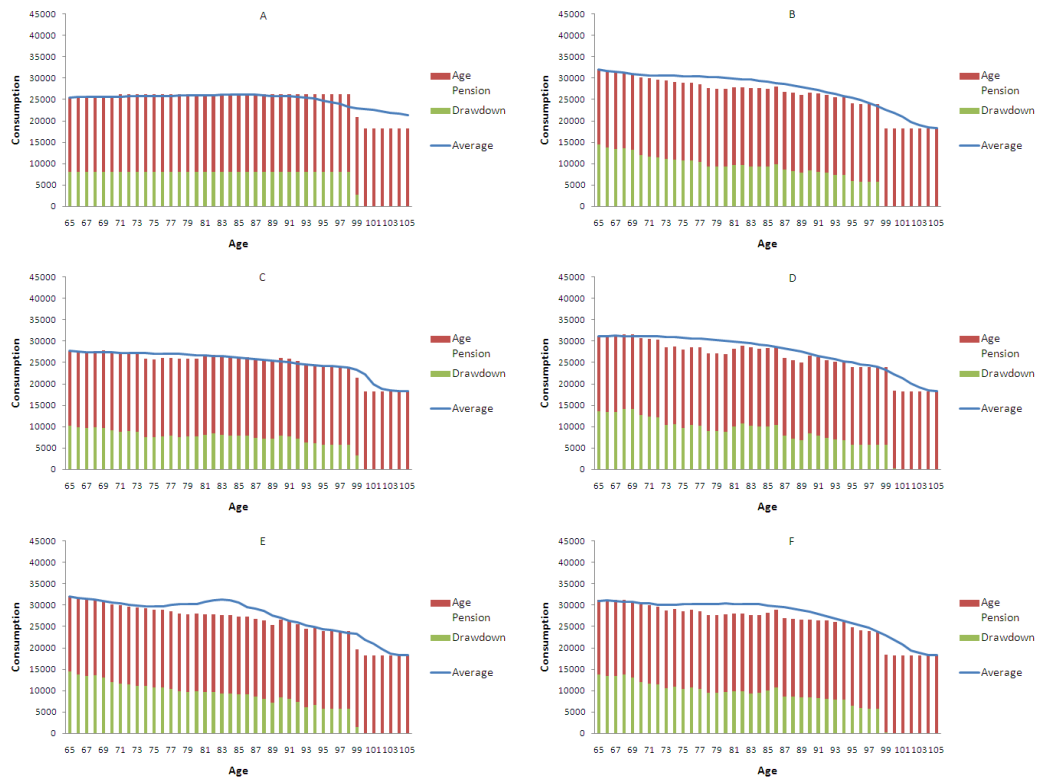 A
45000
40000
35000
30000
25000
20000
15000
10000
5000
0
Consumption
65 67 69 71 73 75 77 79 81 83 85 87 89 91 93 95 97 99 101 103 105
Age
Age
Pension
Drawdown
Average
B
45000
40000
35000
30000
25000
20000
15000
10000
5000
0
Consumption
65 67 69 71 73 75 77 79 81 83 85 87 89 91 93 95 97 99 101 103 105
Age
Age
Pension
Drawdown
Average
C
45000
40000
35000
30000
25000
20000
15000
10000
5000
0
Consumption
65 67 69 71 73 75 77 79 81 83 85 87 89 91 93 95 97 99 101 103 105
Age
Age
Pension
Drawdown
Average
D
45000
40000
35000
30000
25000
20000
15000
10000
5000
0
Consumption
65 67 69 71 73 75 77 79 81 83 85 87 89 91 93 95 97 99 101 103 105
Age
Age
Pension
Drawdown
Average
E
45000
40000
35000
30000
25000
20000
15000
10000
5000
0
Consumption
65 67 69 71 73 75 77 79 81 83 85 87 89 91 93 95 97 99 101 103 105
Age
Age
Pension
Drawdown
Average
F
45000
40000
35000
30000
25000
20000
15000
10000
5000
0
Consumption
65 67 69 71 73 75 77 79 81 83 85 87 89 91 93 95 97 99 101 103 105
Age
Age
Pension
Drawdown
Average